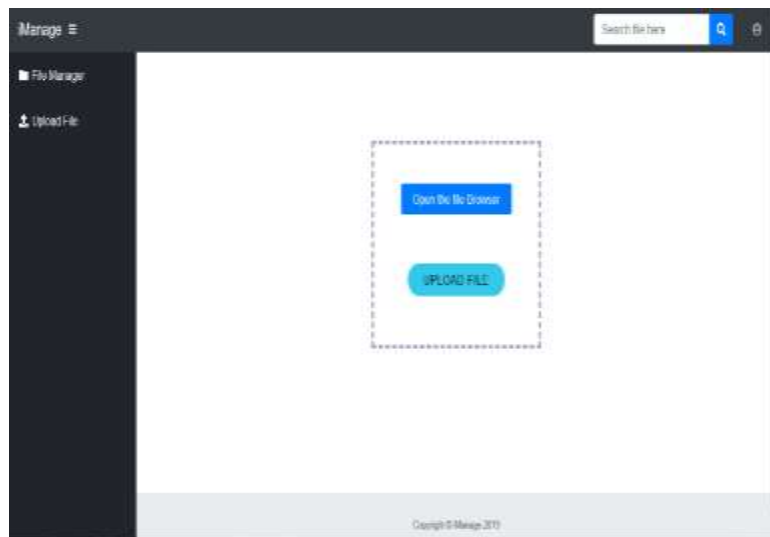 iManage
Search file here
File Manager
Upload File
Open the file Browser
UPLOAD FILE
Copyright © iManage 2019